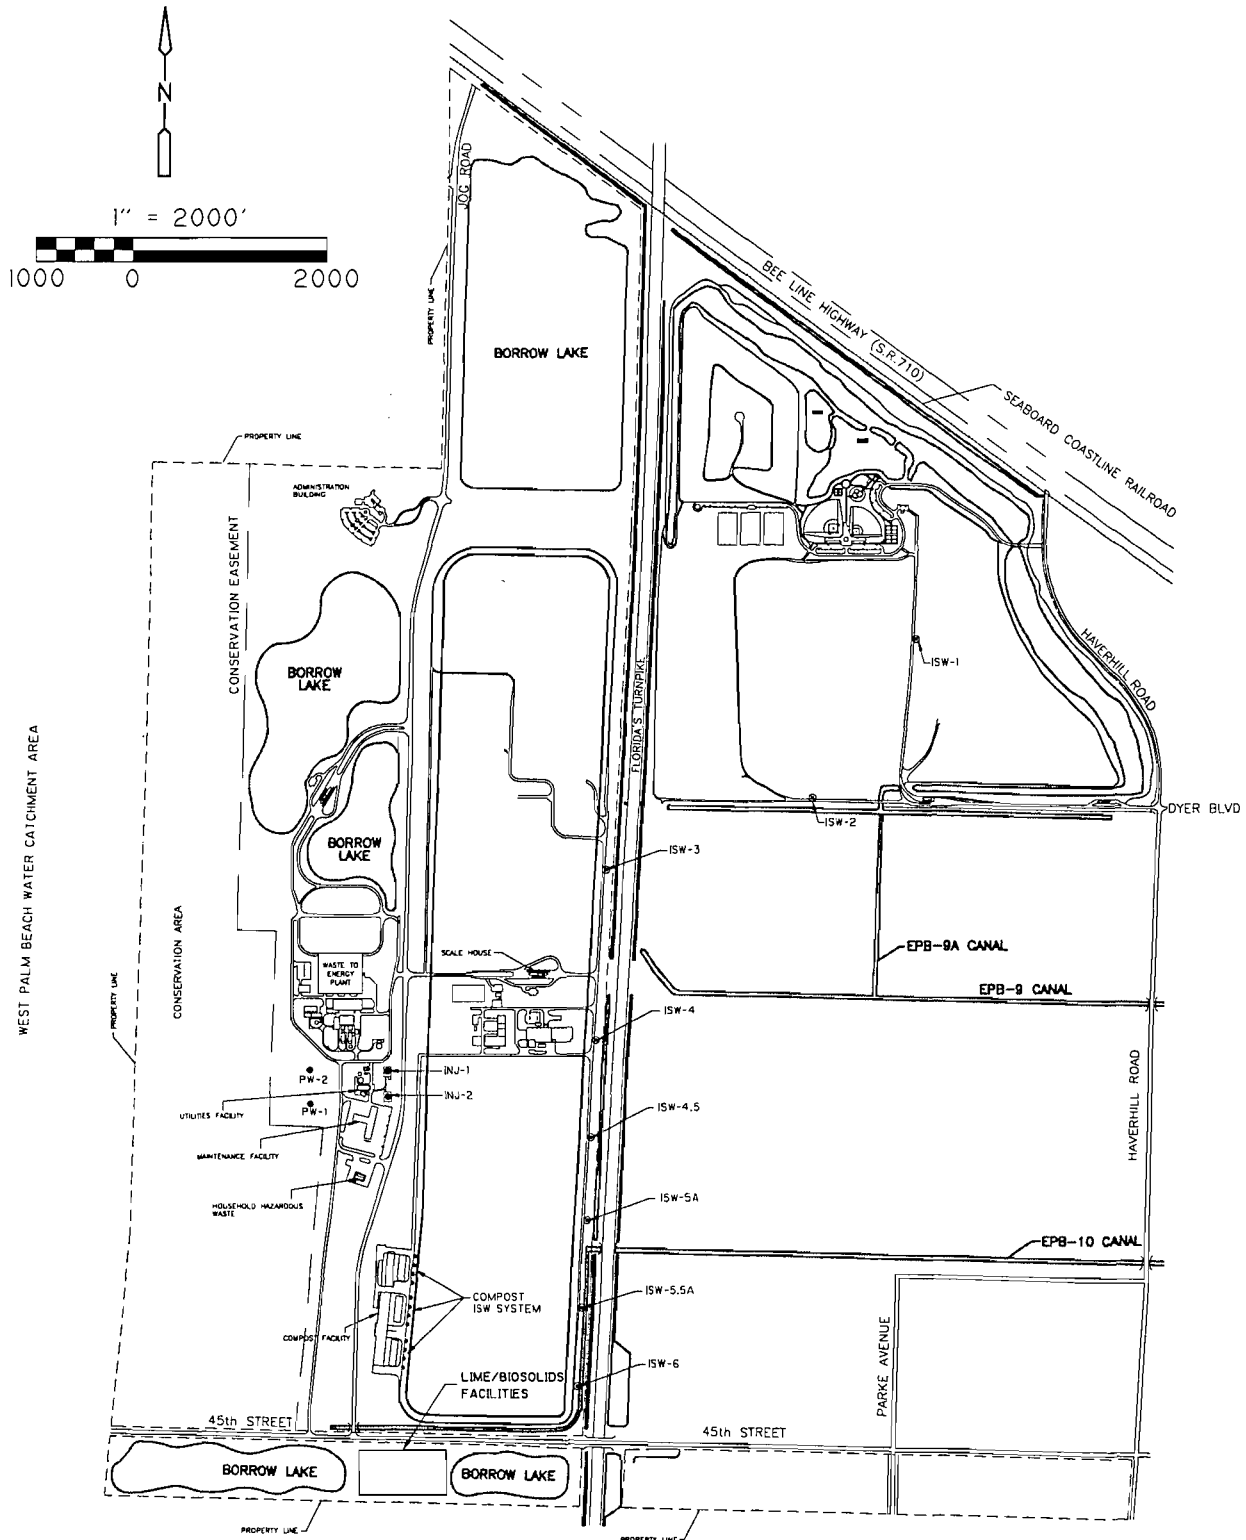 N
1" = 2000'
1000 0 2000
JOG ROAD
PROPERTY LINE
BEE LINE HIGHWAY (S.R.710)
SEABOARD COASTLINE RAILROAD
BORROW LAKE
PROPERTY LINE
ADMINISTRATION
BUILDING
CONSERVATION EASEMENT
HAVERHILL ROAD
ISW-1
BORROW
LAKE
FLORIDA'S TURNPIKE
WEST PALM BEACH WATER CATCHMENT AREA
DYER BLVD
ISW-2
BORROW
LAKE
ISW-3
CONSERVATION AREA
PROPERTY LINE
SCALE HOUSE
EPB-9A CANAL
WASTE TO
ENERGY
PLANT
EPB-9 CANAL
ISW-4
PW-2
INJ-1
INJ-2
PW-1
UTILITIES FACILITY
ISW-4.5
HAVERHILL ROAD
MAINTENANCE FACILITY
HOUSEHOLD HAZARDOUS
WASTE
ISW-5A
EPB-10 CANAL
COMPOST
ISW SYSTEM
ISW-5.5A
COMPOST FACILITY
ISW-6
LIME/BIOSOLIDS
FACILITIES
PARKE AVENUE
45th STREET
45th STREET
BORROW LAKE
BORROW LAKE
PROPERTY LINE
PROPERTY LINE